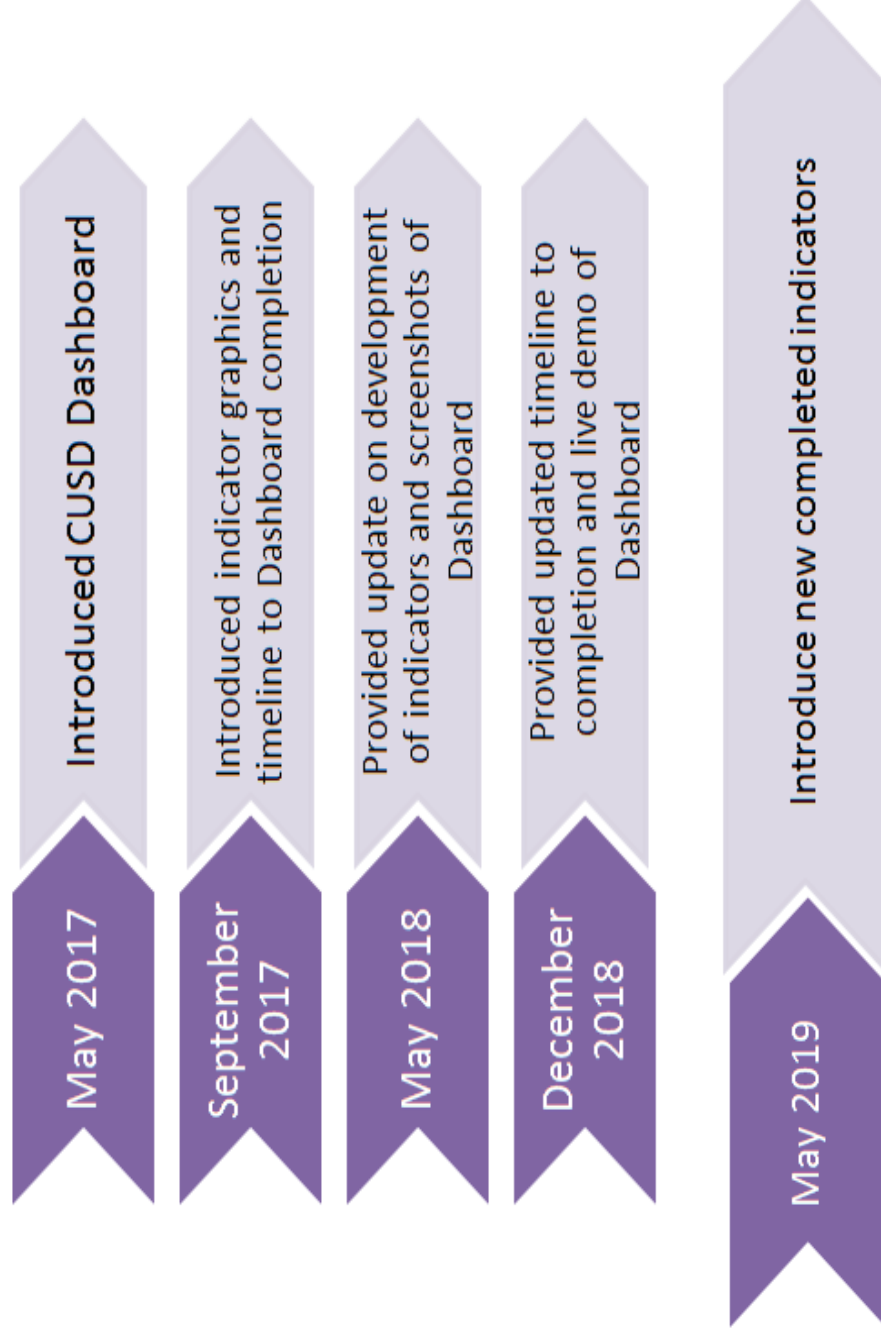 May 2017
Introduced CUSD Dashboard
September
2017
Introduced indicator graphics and
timeline to Dashboard completion
May 2018
Provided update on development
of indicators and screenshots of
Dashboard
December
2018
Provided updated timeline to
completion and live demo of
Dashboard
May 2019
Introduce new completed indicators